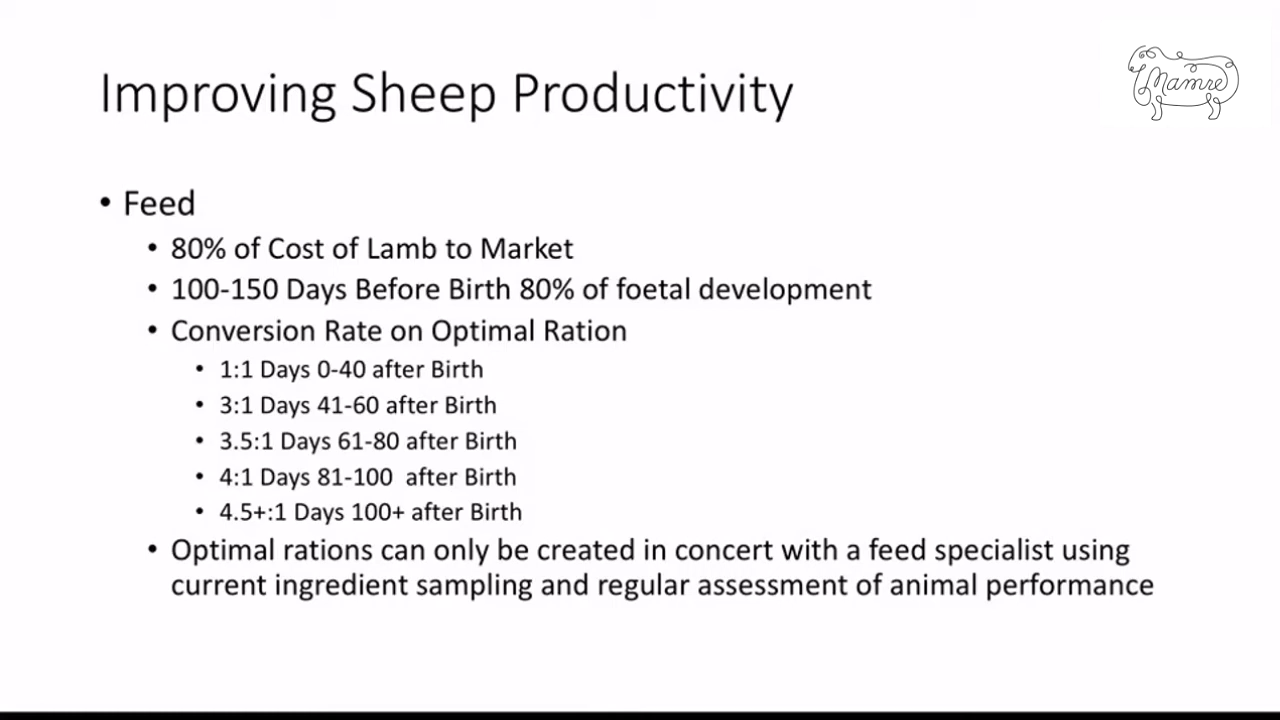 Mamre
Improving Sheep Productivity
• Feed
• 80% of Cost of Lamb to Market
• 100-150 Days Before Birth 80% of foetal development
• Conversion Rate on Optimal Ration
• 1:1 Days 0-40 after Birth
• 3:1 Days 41-60 after Birth
• 3.5:1 Days 61-80 after Birth
• 4:1 Days 81-100  after Birth
• 4.5+:1 Days 100+ after Birth
• Optimal rations can only be created in concert with a feed specialist using
current ingredient sampling and regular assessment of animal performance